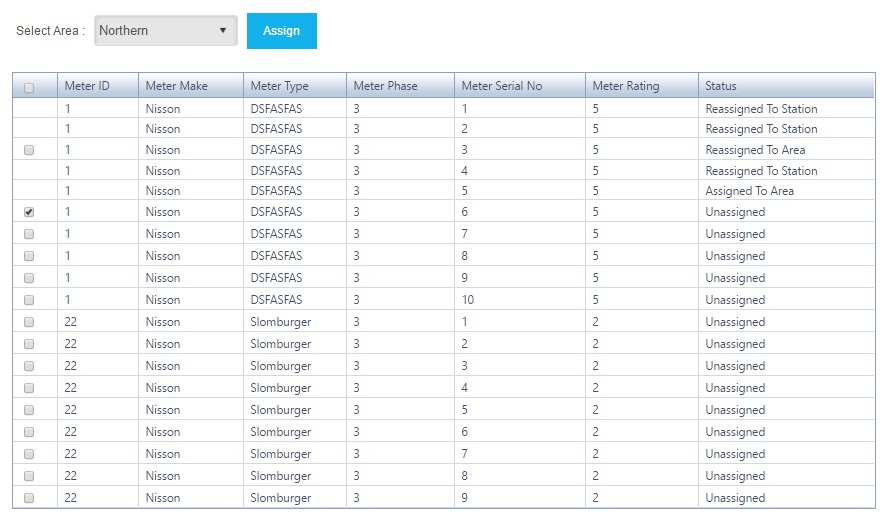 Select Area : Northern Assign
Meter ID Meter Make Meter Type Meter Phase Meter Serial No Meter Rating Status
1 Nisson DSFASFAS 3 1 5 Reassigned To Station
1 Nisson DSFASFAS 3 2 5 Reassigned To Station
1 Nisson DSFASFAS 3 3 5 Reassigned To Area
1 Nisson DSFASFAS 3 4 5 Reassigned To Station
1 Nisson DSFASFAS 3 5 5 Assigned To Area
1 Nisson DSFASFAS 3 6 5 Unassigned
1 Nisson DSFASFAS 3 7 5 Unassigned
1 Nisson DSFASFAS 3 8 5 Unassigned
1 Nisson DSFASFAS 3 9 5 Unassigned
1 Nisson DSFASFAS 3 10 5 Unassigned
22 Nisson Slomburger 3 1 2 Unassigned
22 Nisson Slomburger 3 2 2 Unassigned
22 Nisson Slomburger 3 3 2 Unassigned
22 Nisson Slomburger 3 4 2 Unassigned
22 Nisson Slomburger 3 5 2 Unassigned
22 Nisson Slomburger 3 6 2 Unassigned
22 Nisson Slomburger 3 7 2 Unassigned
22 Nisson Slomburger 3 8 2 Unassigned
22 Nisson Slomburger 3 9 2 Unassigned